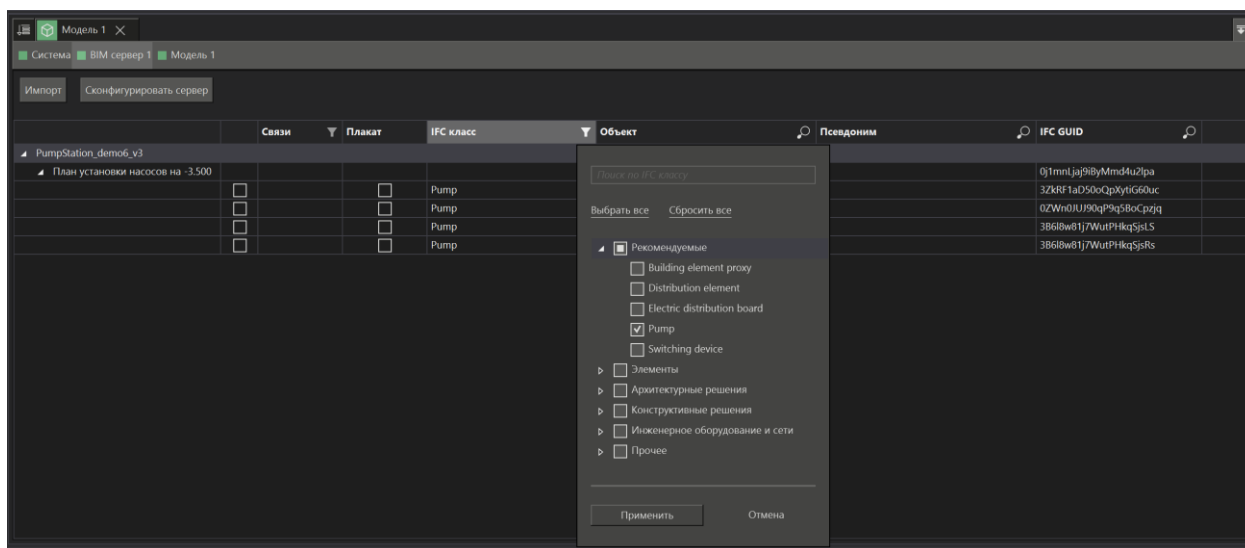 Модель 1
Система BIM сервер 1 Модель 1
Импорт Сконфигурировать сервер
Связи Плакат IFC класс Объект Псевдоним IFC GUID
PumpStation_demo6_v3
План установки насосов на -3.500 0j1mnLjaj9iByMmd4u2lpa
Pump 3ZkRF1aD50oQpXytiG60uc
Pump 0ZWn0JUJ90qP9q5BoCpzjq
Pump 3B6l8w81j7WutPHkqSjsLS
Pump 3B6l8w81j7WutPHkqSjsRs
Поиск по IFC классу
Выбрать все Сбросить все
Рекомендуемые
Building element proxy
Distribution element
Electric distribution board
Pump
Switching device
Элементы
Архитектурные решения
Конструктивные решения
Инженерное оборудование и сети
Прочее
Применить Отмена